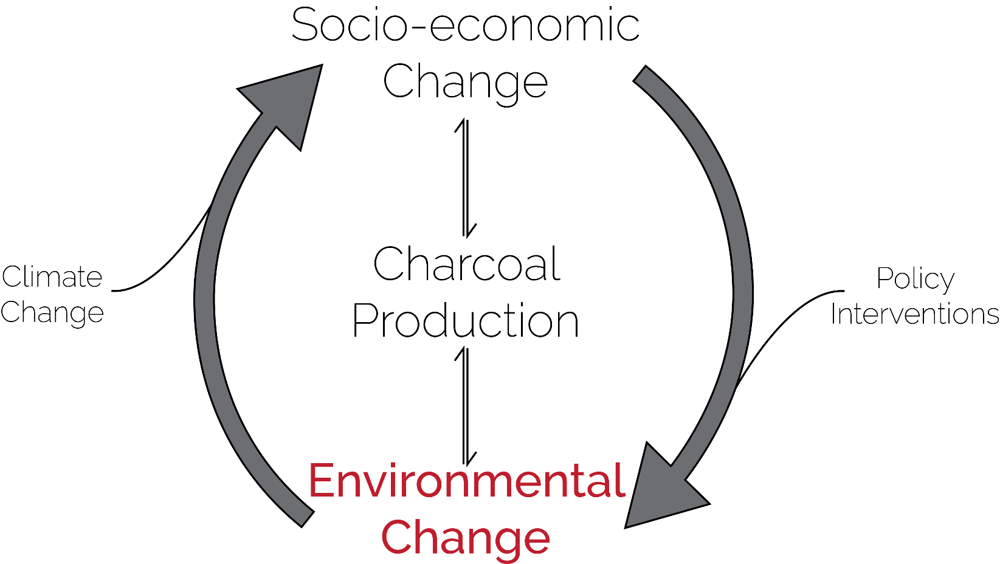 Socio-economic
Change
Charcoal
Production
Climate
Change
Policy
Interventions
Environmental
Change